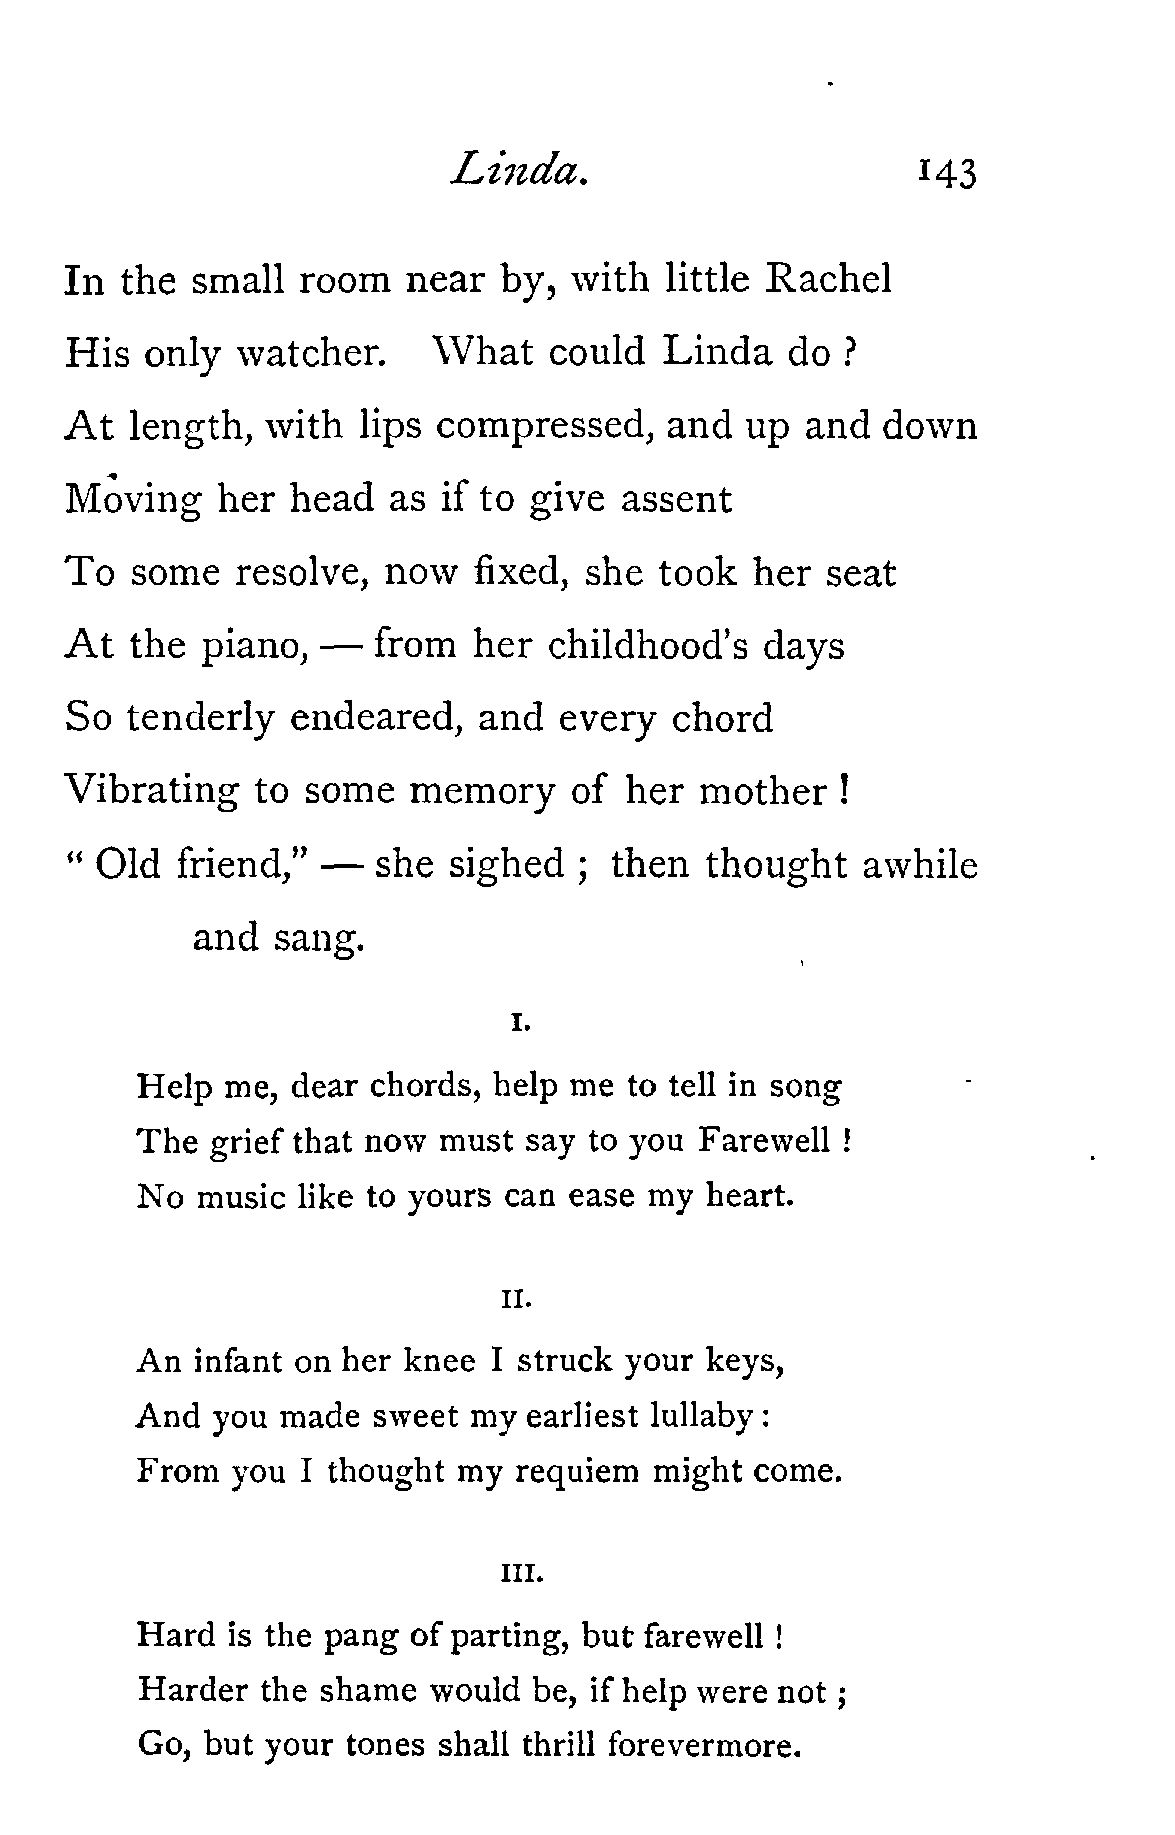 Linda. 143
In the small room near by, with little Rachel
His only watcher. What could Linda do ?
At length, with lips compressed, and up and down
Moving her head as if to give assent
To some resolve, now fixed, she took her seat
At the piano, — from her childhood's days
So tenderly endeared, and every chord
Vibrating to some memory of her mother !
" Old friend," — she sighed ; then thought awhile
and sang.
I.
Help me, dear chords, help me to tell in song
The grief that now must say to you Farewell !
No music like to yours can ease my heart.
II.
An infant on her knee I struck your keys,
And you made sweet my earliest lullaby :
From you I thought my requiem might come.
III.
Hard is the pang of parting, but farewell !
Harder the shame would be, if help were not ;
Go, but your tones shall thrill forevermore.